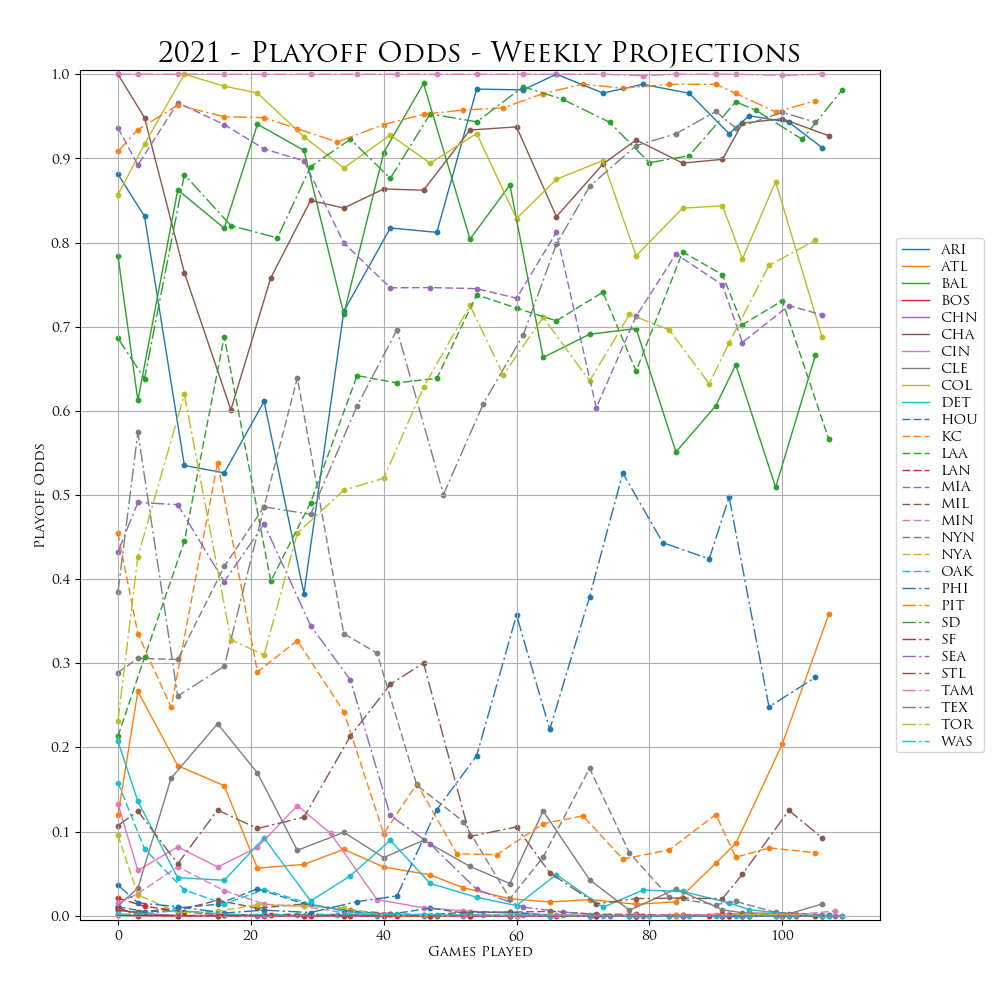 2021 - Playoff Odds - Weekly Projections
1.0
0.9
0.8
0.7
0.6
0.5
0.4
0.3
0.2
0.1
0.0
Playoff Odds
0 20 40 60 80 100
Games Played
ARI
ATL
BAL
BOS
CHN
CHA
CIN
CLE
COL
DET
HOU
KC
LAA
LAN
MIA
MIL
MIN
NYN
NYA
OAK
PHI
PIT
SD
SF
SEA
STL
TAM
TEX
TOR
WAS